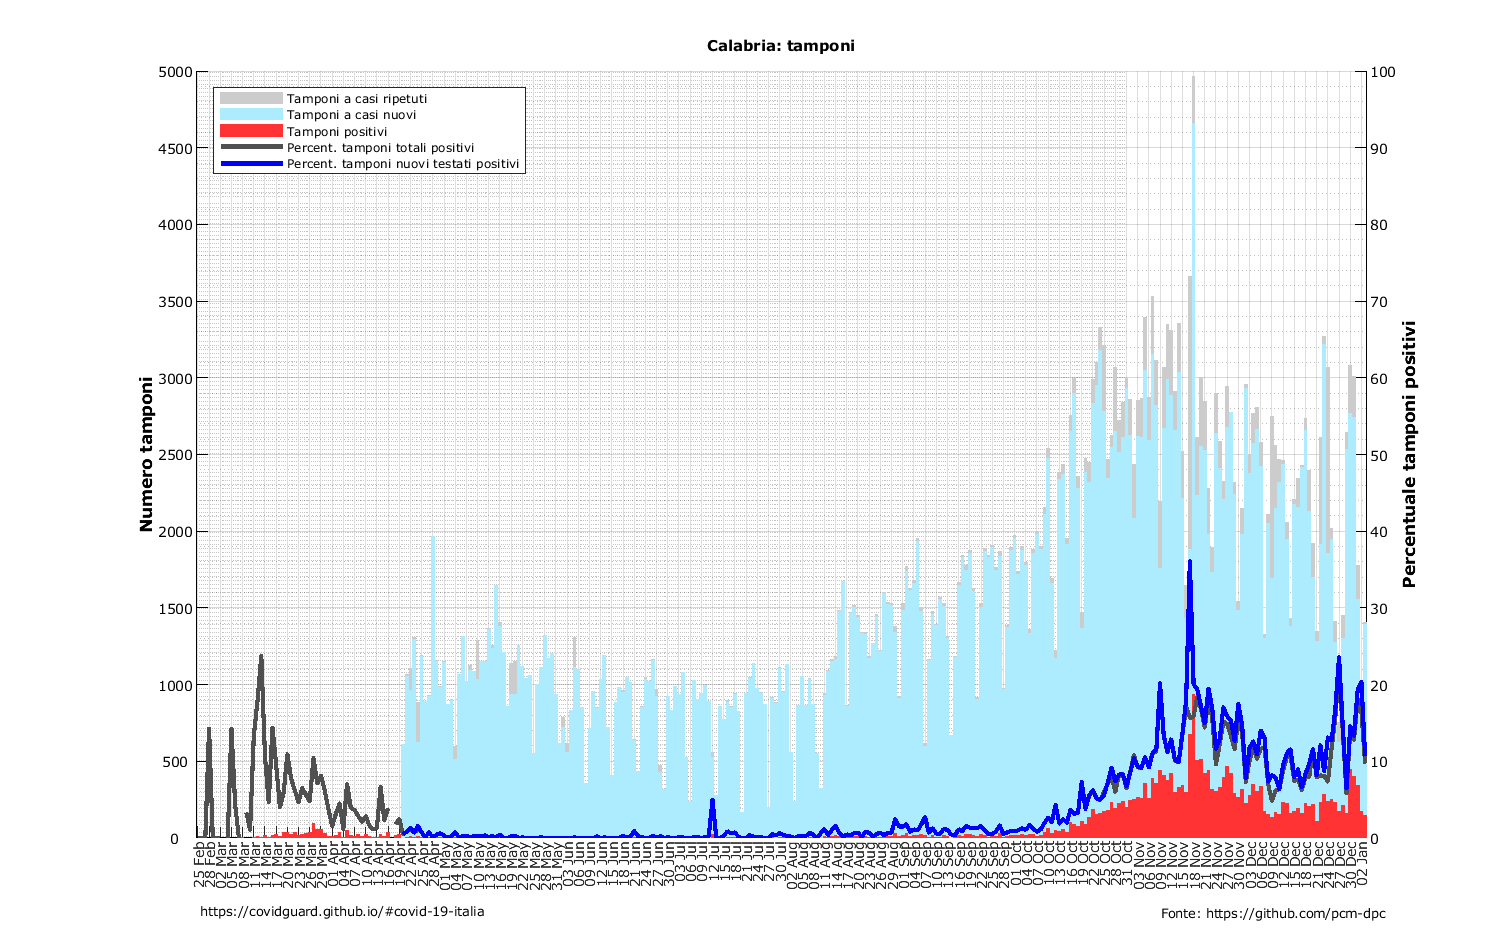 Calabria: tamponi
Tamponi a casi ripetuti
Tamponi a casi nuovi
Tamponi positivi
Percent. tamponi totali positivi
Percent. tamponi nuovi testati positivi
Numero tamponi
5000
4500
4000
3500
3000
2500
2000
1500
1000
500
0
100
90
80
70
60
50
40
30
20
10
0
Percentuale tamponi positivi
25 Feb
28 Feb
02 Mar
05 Mar
08 Mar
11 Mar
14 Mar
17 Mar
20 Mar
23 Mar
26 Mar
29 Mar
01 Apr
04 Apr
07 Apr
10 Apr
13 Apr
16 Apr
19 Apr
22 Apr
25 Apr
28 Apr
01 May
04 May
07 May
10 May
13 May
16 May
19 May
22 May
25 May
28 May
31 May
03 Jun
06 Jun
09 Jun
12 Jun
15 Jun
18 Jun
21 Jun
24 Jun
27 Jun
30 Jun
03 Jul
06 Jul
09 Jul
12 Jul
15 Jul
18 Jul
21 Jul
24 Jul
27 Jul
30 Jul
02 Aug
05 Aug
08 Aug
11 Aug
14 Aug
17 Aug
20 Aug
23 Aug
26 Aug
29 Aug
01 Sep
04 Sep
07 Sep
10 Sep
13 Sep
16 Sep
19 Sep
22 Sep
25 Sep
28 Sep
01 Oct
04 Oct
07 Oct
10 Oct
13 Oct
16 Oct
19 Oct
22 Oct
25 Oct
28 Oct
31 Oct
03 Nov
06 Nov
09 Nov
12 Nov
15 Nov
18 Nov
21 Nov
24 Nov
27 Nov
30 Nov
03 Dec
06 Dec
09 Dec
12 Dec
15 Dec
18 Dec
21 Dec
24 Dec
27 Dec
30 Dec
02 Jan
https://covidguard.github.io/#covid-19-italia
Fonte: https://github.com/pcm-dpc